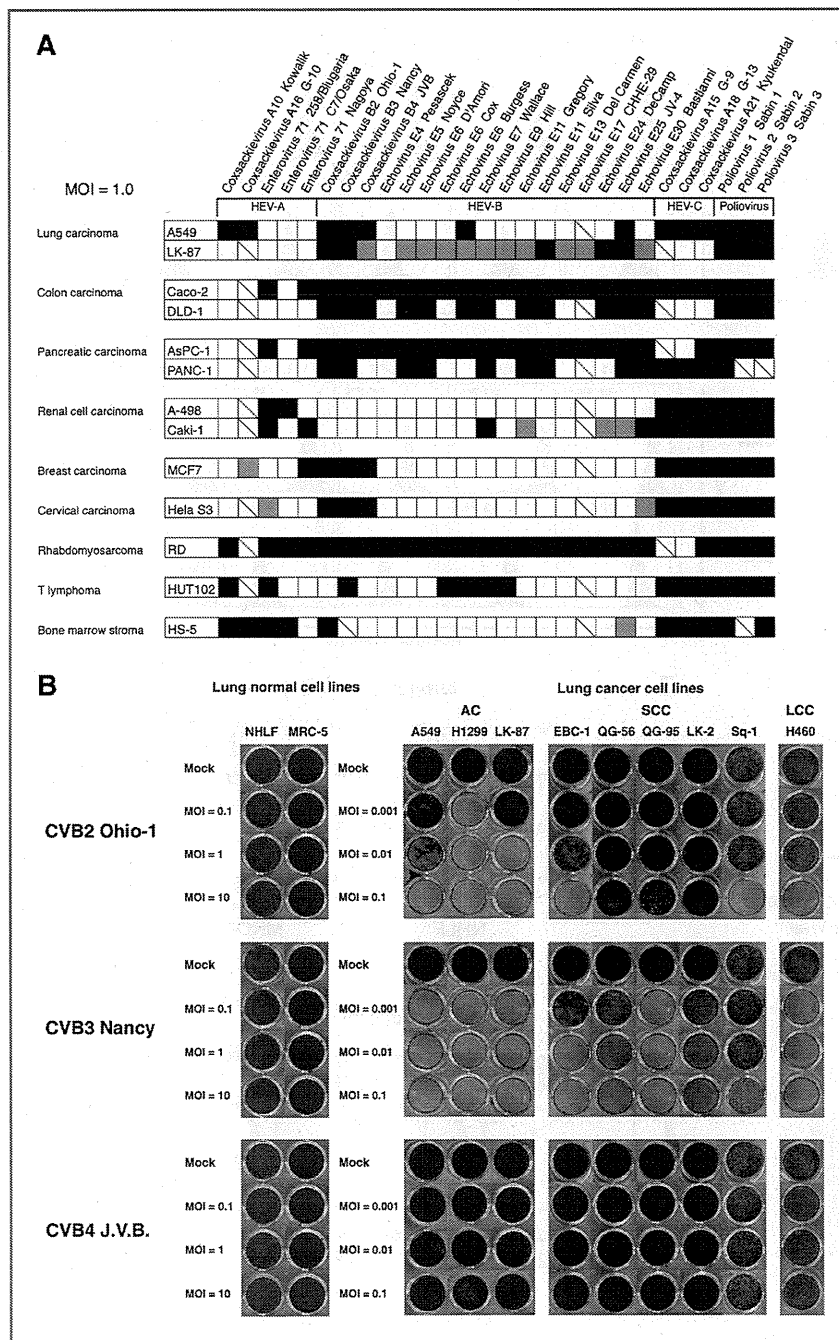 A
Coxsackievirus A10 Kowalik
Coxsackievirus A16 G-10
Enterovirus 71 258/Blugaria
Enterovirus 71 C7/Osaka
Enterovirus 71 Nagoya
Coxsackievirus B2 Ohio-1
Coxsackievirus B3 Nancy
Coxsackievirus B4 JVB
Echovirus E4 Pesascek
Echovirus E5 Noyce
Echovirus E6 D'Amori
Echovirus E6 Cox
Echovirus E6 Burgess
Echovirus E7 Wallace
Echovirus E9 Hill
Echovirus E11 Gregory
Echovirus E11 Silva
Echovirus E13 Del Carmen
Echovirus E17 CHHE-29
Echovirus E24 DeCamp
Echovirus E25 JV-4
Echovirus E30 Bastianni
Coxsackievirus A15 G-9
Coxsackievirus A18 G-13
Coxsackievirus A21 Kyukendal
Poliovirus 1 Sabin 1
Poliovirus 2 Sabin 2
Poliovirus 3 Sabin 3
MOI = 1.0
HEV-A HEV-B HEV-C Poliovirus
Lung carcinoma A549
LK-87
Colon carcinoma Caco-2
DLD-1
Pancreatic carcinoma AsPC-1
PANC-1
Renal cell carcinoma A-498
Caki-1
Breast carcinoma MCF7
Cervical carcinoma Hela S3
Rhabdomyosarcoma RD
T lymphoma HUT102
Bone marrow stroma HS-5
B
Lung normal cell lines Lung cancer cell lines
AC SCC LCC
NHLF MRC-5 A549 H1299 LK-87 EBC-1 QG-56 QG-95 LK-2 Sq-1 H460
Mock Mock
MOI = 0.1 MOI = 0.001
CVB2 Ohio-1
MOI = 1 MOI = 0.01
MOI = 10 MOI = 0.1
Mock Mock
MOI = 0.1 MOI = 0.001
CVB3 Nancy
MOI = 1 MOI = 0.01
MOI = 10 MOI = 0.1
Mock Mock
MOI = 0.1 MOI = 0.001
CVB4 J.V.B.
MOI = 1 MOI = 0.01
MOI = 10 MOI = 0.1